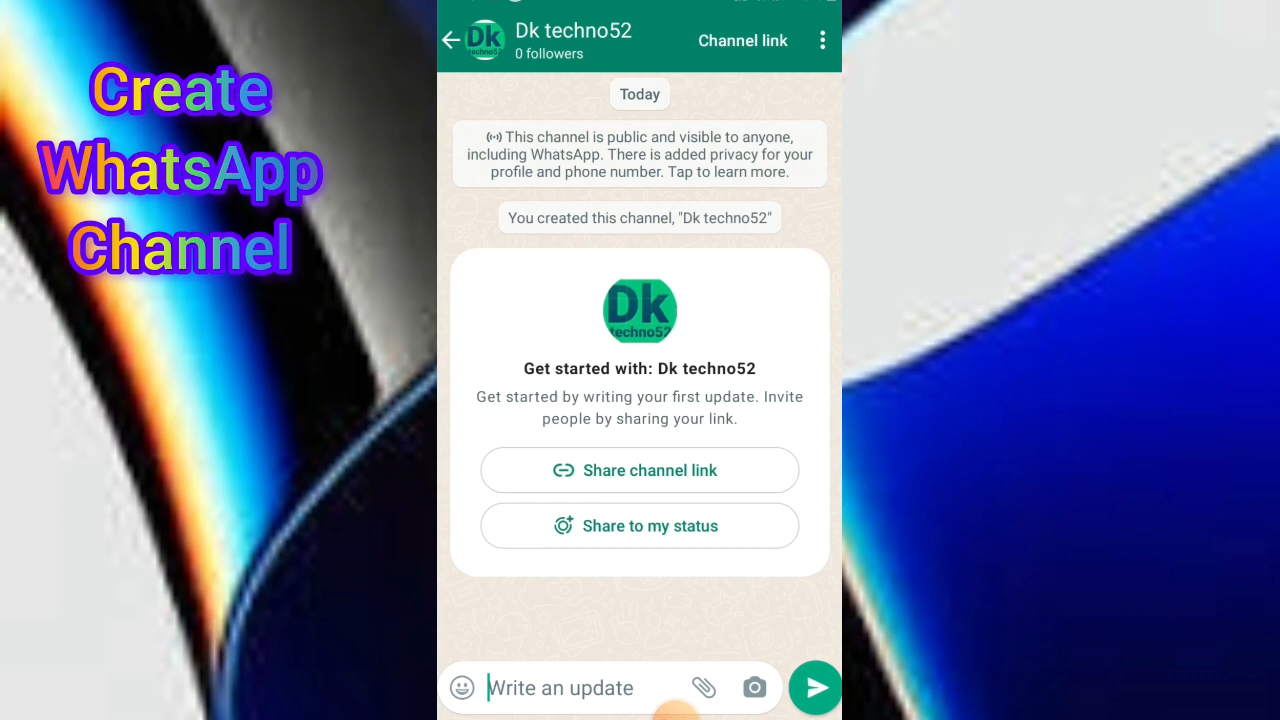 Create
WhatsApp
Channel
Dk
techno52
Dk techno52
0 followers
Channel link
Today
This channel is public and visible to anyone,
including WhatsApp. There is added privacy for your
profile and phone number. Tap to learn more.
You created this channel, "Dk techno52"
Dk
techno52
Get started with: Dk techno52
Get started by writing your first update. Invite
people by sharing your link.
Share channel link
Share to my status
Write an update